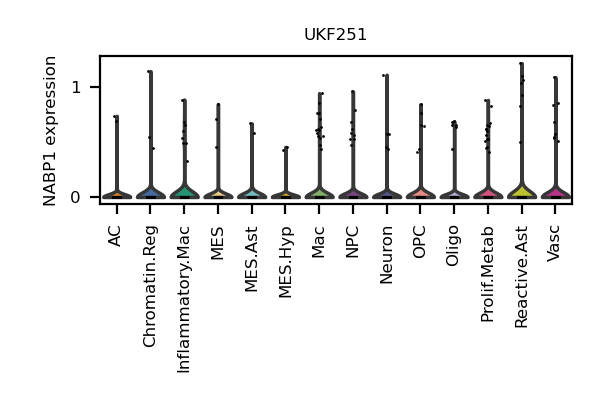 UKF251
NABP1 expression
1
0
AC
Chromatin.Reg
Inflammatory.Mac
MES
MES.Ast
MES.Hyp
Mac
NPC
Neuron
OPC
Oligo
Prolif.Metab
Reactive.Ast
Vasc